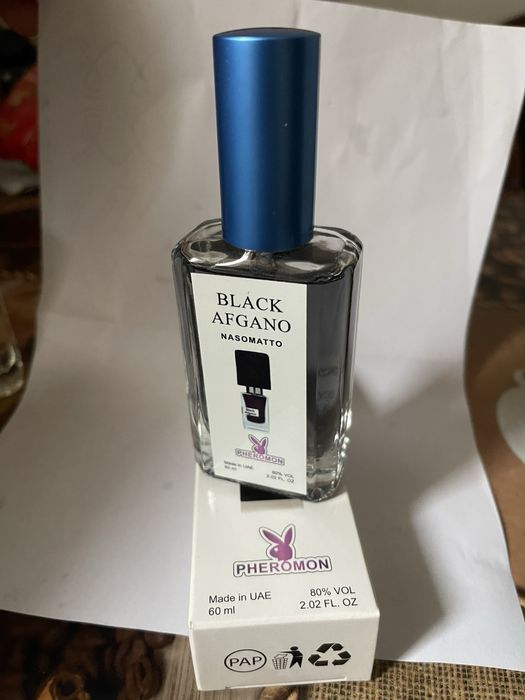 BLACK
AFGANO
NASOMATTO
PHEROMON
Made in UAE
60 ml
80% VOL
2.02 FL. OZ
PHEROMON
Made in UAE
60 ml
80% VOL
2.02 FL. OZ
PAP